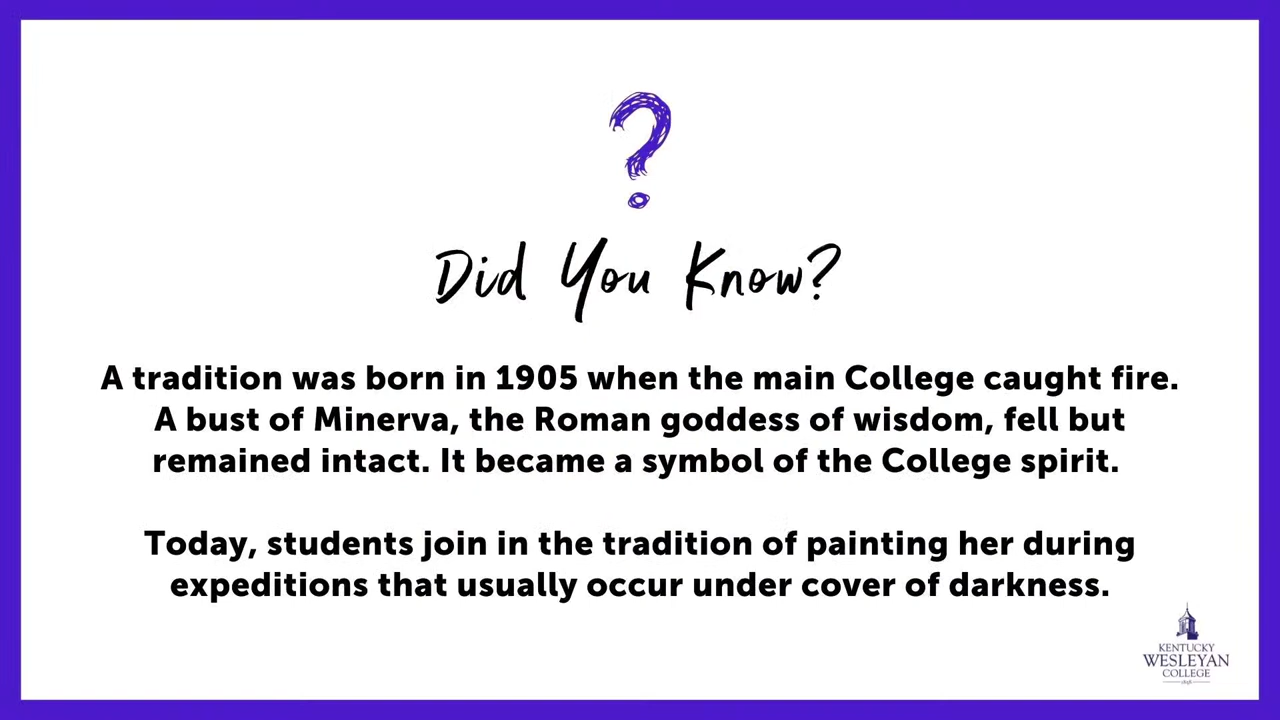 ?
Did You Know?
A tradition was born in 1905 when the main College caught fire.
A bust of Minerva, the Roman goddess of wisdom, fell but
remained intact. It became a symbol of the College spirit.
Today, students join in the tradition of painting her during
expeditions that usually occur under cover of darkness.
KENTUCKY
WESLEYAN
COLLEGE